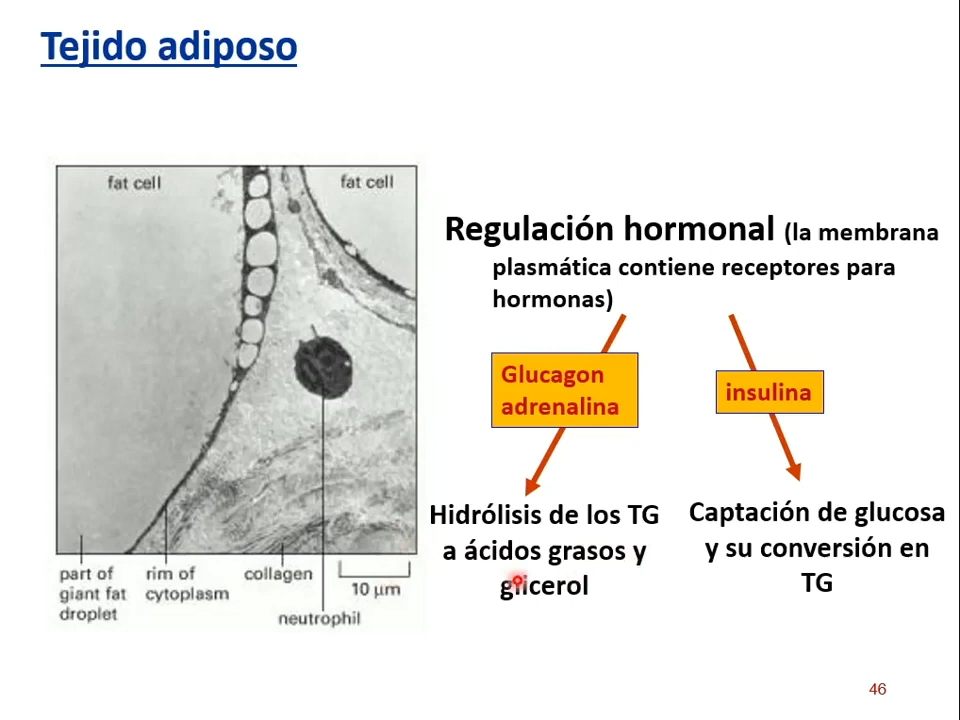 Tejido adiposo
fat cell
fat cell
part of
giant fat
droplet
rim of
cytoplasm
collagen
10 μm
neutrophil
Regulación hormonal (la membrana
plasmática contiene receptores para
hormonas)
Glucagon
adrenalina
insulina
Hidrólisis de los TG
a ácidos grasos y
glicerol
Captación de glucosa
y su conversión en
TG
46